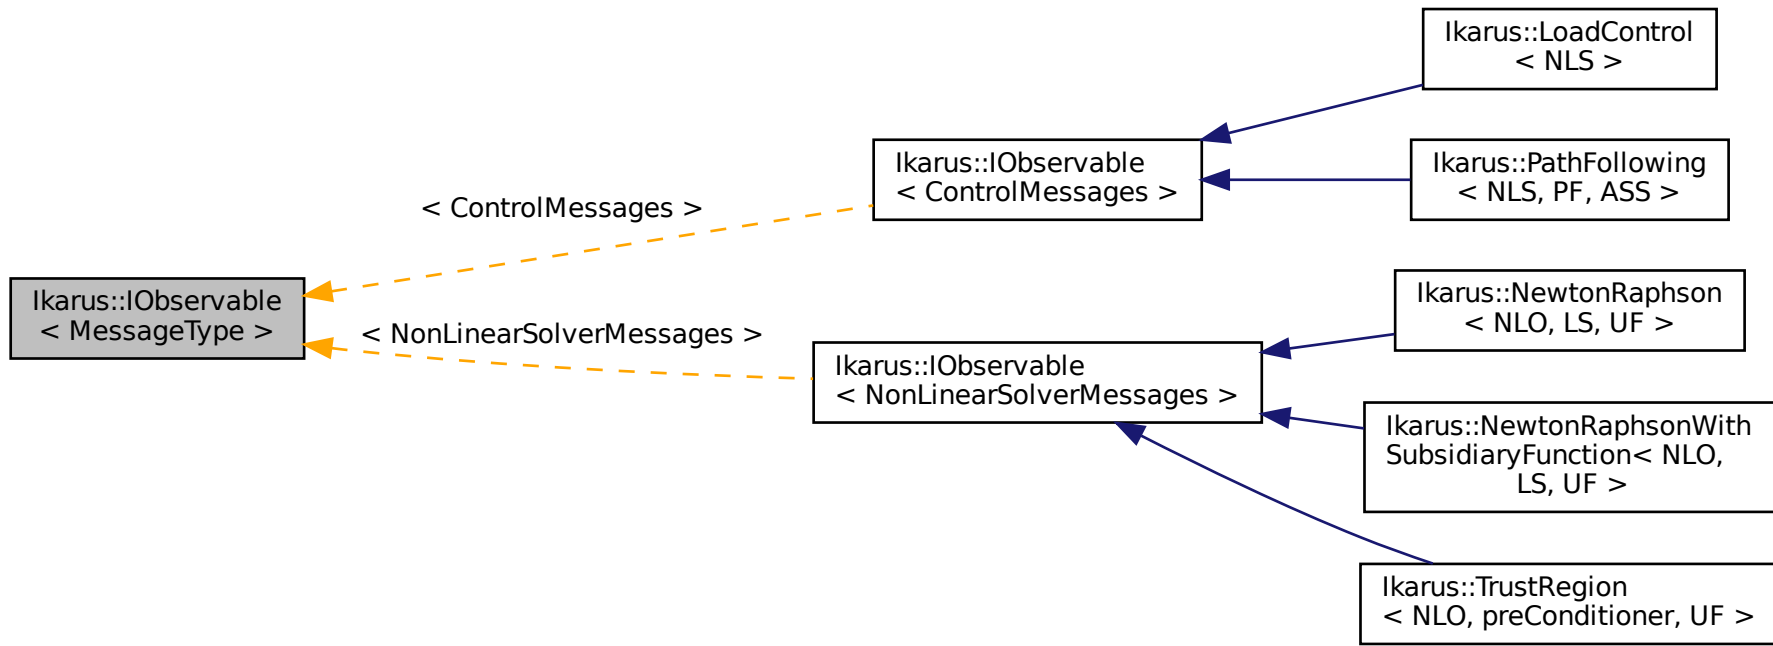 Ikarus::LoadControl
< NLS >
Ikarus::IObservable
< ControlMessages >
Ikarus::PathFollowing
< NLS, PF, ASS >
< ControlMessages >
Ikarus::IObservable
< MessageType >
< NonLinearSolverMessages >
Ikarus::NewtonRaphson
< NLO, LS, UF >
Ikarus::IObservable
< NonLinearSolverMessages >
Ikarus::NewtonRaphsonWith
SubsidiaryFunction< NLO,
LS, UF >
Ikarus::TrustRegion
< NLO, preConditioner, UF >